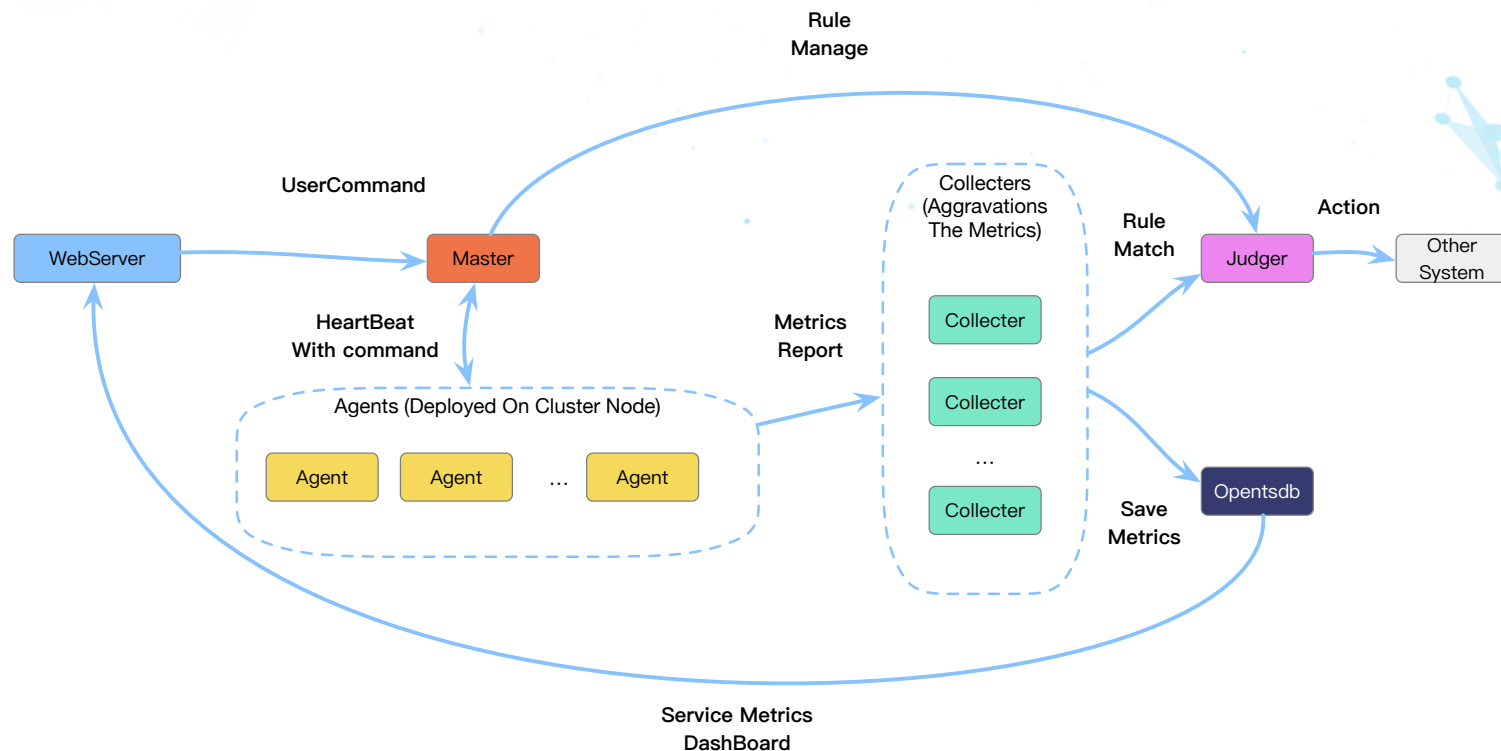 Rule
Manage
UserCommand
Collecters
(Aggravations
The Metrics)
Rule
Match
Action
WebServer
Master
Judger
Other
System
HeartBeat
With command
Metrics
Report
Collecter
Agents (Deployed On Cluster Node)
Collecter
Agent
Agent
...
Agent
...
Collecter
Opentsdb
Save
Metrics
Service Metrics
DashBoard